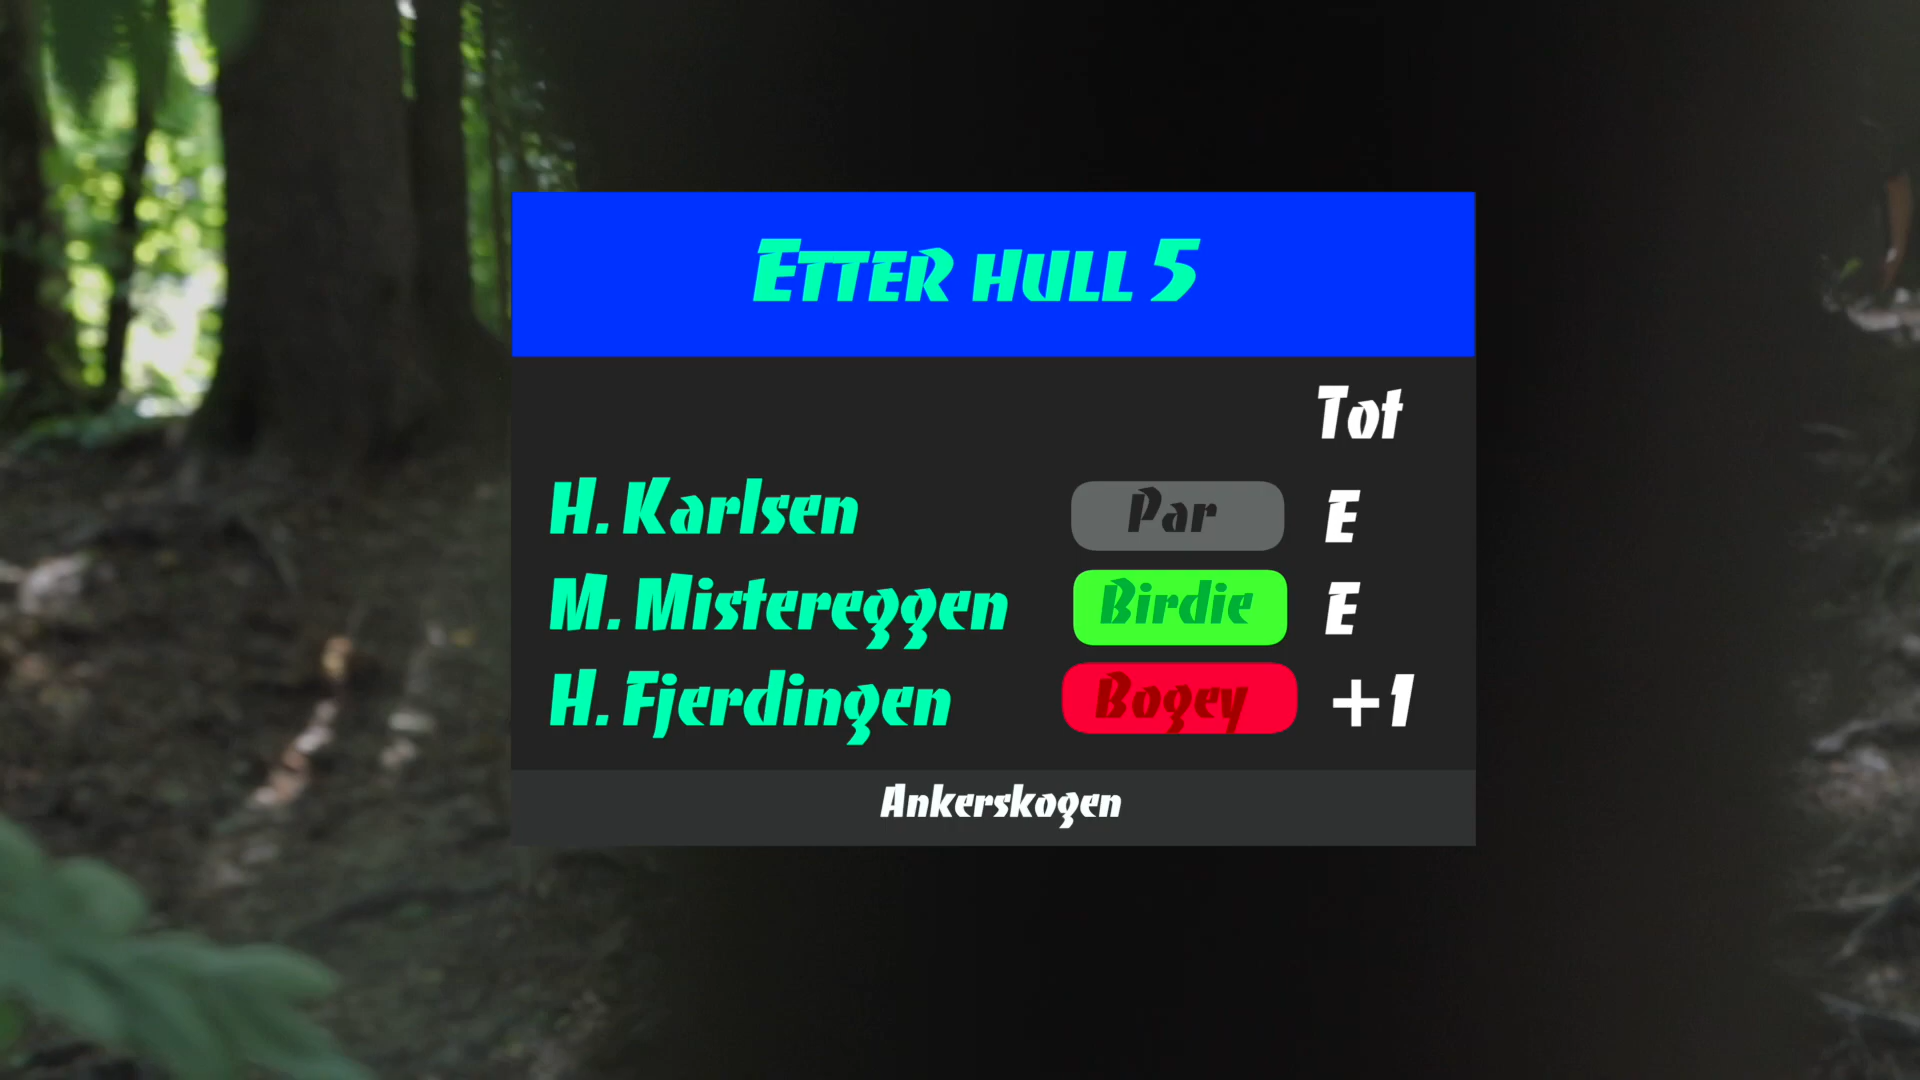 Etter hull 5
Tot
H. Karlsen Par E
M. Mistereggen Birdie E
H. Fjerdingen Bogey +1
Ankerskogen